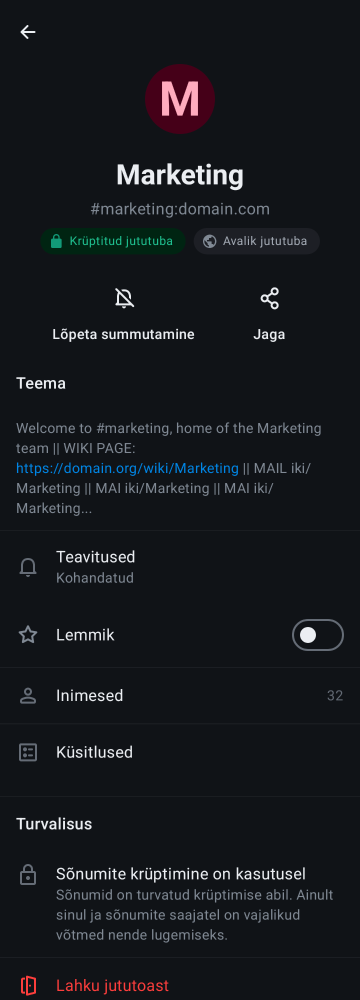 M
Marketing
#marketing:domain.com
Krüptitud jututuba
Avalik jututuba
Lõpeta summutamine
Jaga
Teema
Welcome to #marketing, home of the Marketing
team || WIKI PAGE:
https://domain.org/wiki/Marketing || MAIL iki/
Marketing || MAI iki/Marketing || MAI iki/
Marketing...
Teavitused
Kohandatud
Lemmik
Inimesed 32
Küsitlused
Turvalisus
Sõnumite krüptimine on kasutusel
Sõnumid on turvatud krüptimise abil. Ainult
sinul ja sõnumite saajatel on vajalikud
võtmed nende lugemiseks.
Lahku jututoast